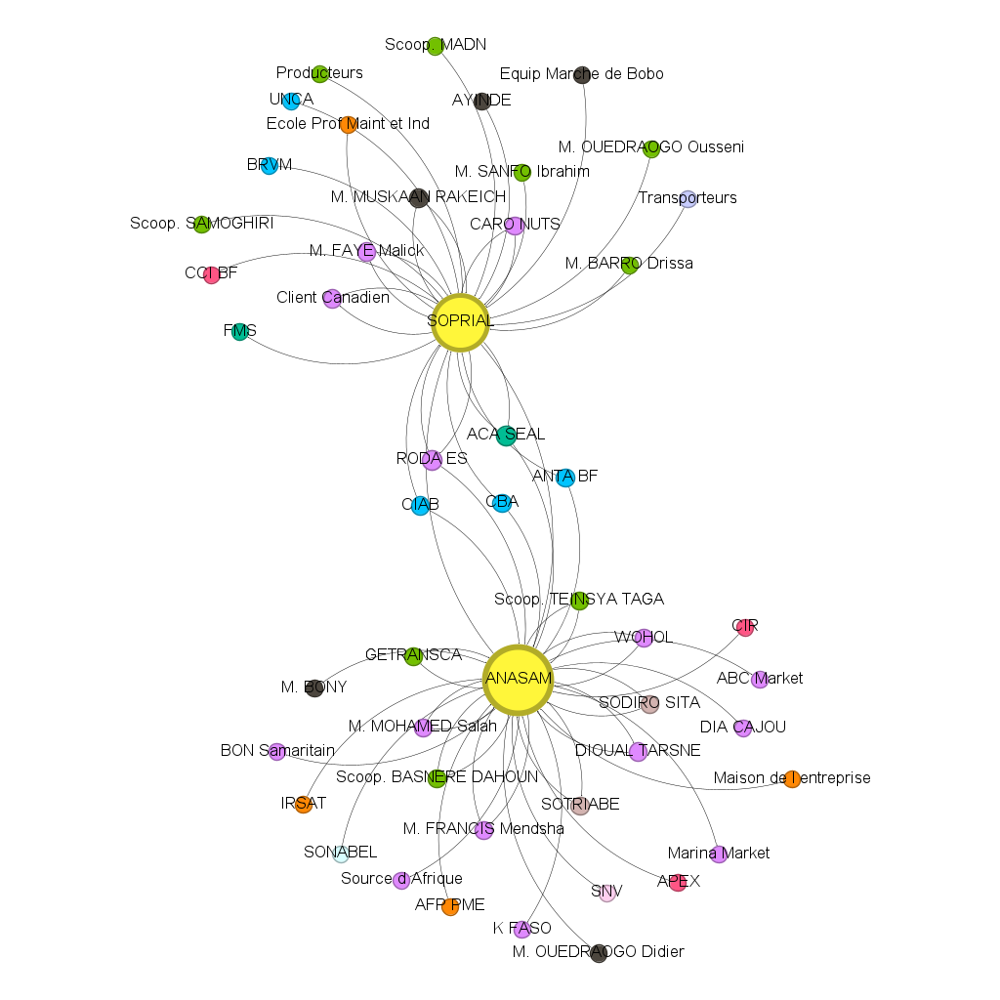 Scoop. MADN
Producteurs
Equip Marche de Bobo
UNCA
AYINDE
Ecole Prof Maint et Ind
M. OUEDRAOGO Ousseni
BRVM
M. SANFO Ibrahim
M. MUSKAAN RAKEICH
Transporteurs
Scoop. SAMOGHIRI
CARO NUTS
M. FAYE Malick
M. BARRO Drissa
CCI BF
Client Canadien
SOPRIAL
FMS
ACA SEAL
RODA ES
ANTA BF
CIAB
CBA
Scoop. TEINSYA TAGA
CIR
WOHOL
GETRANSCA
ANASAM
ABC Market
M. BONY
SODIRO SITA
M. MOHAMED Salah
DIA CAJOU
BON Samaritain
DIOUAL TARSNE
Scoop. BASNERE DAHOUN
Maison de l entreprise
IRSAT
SOTRIABE
M. FRANCIS Mendsha
SONABEL
Marina Market
Source d Afrique
APEX
SNV
AFP PME
K FASO
M. OUEDRAOGO Didier